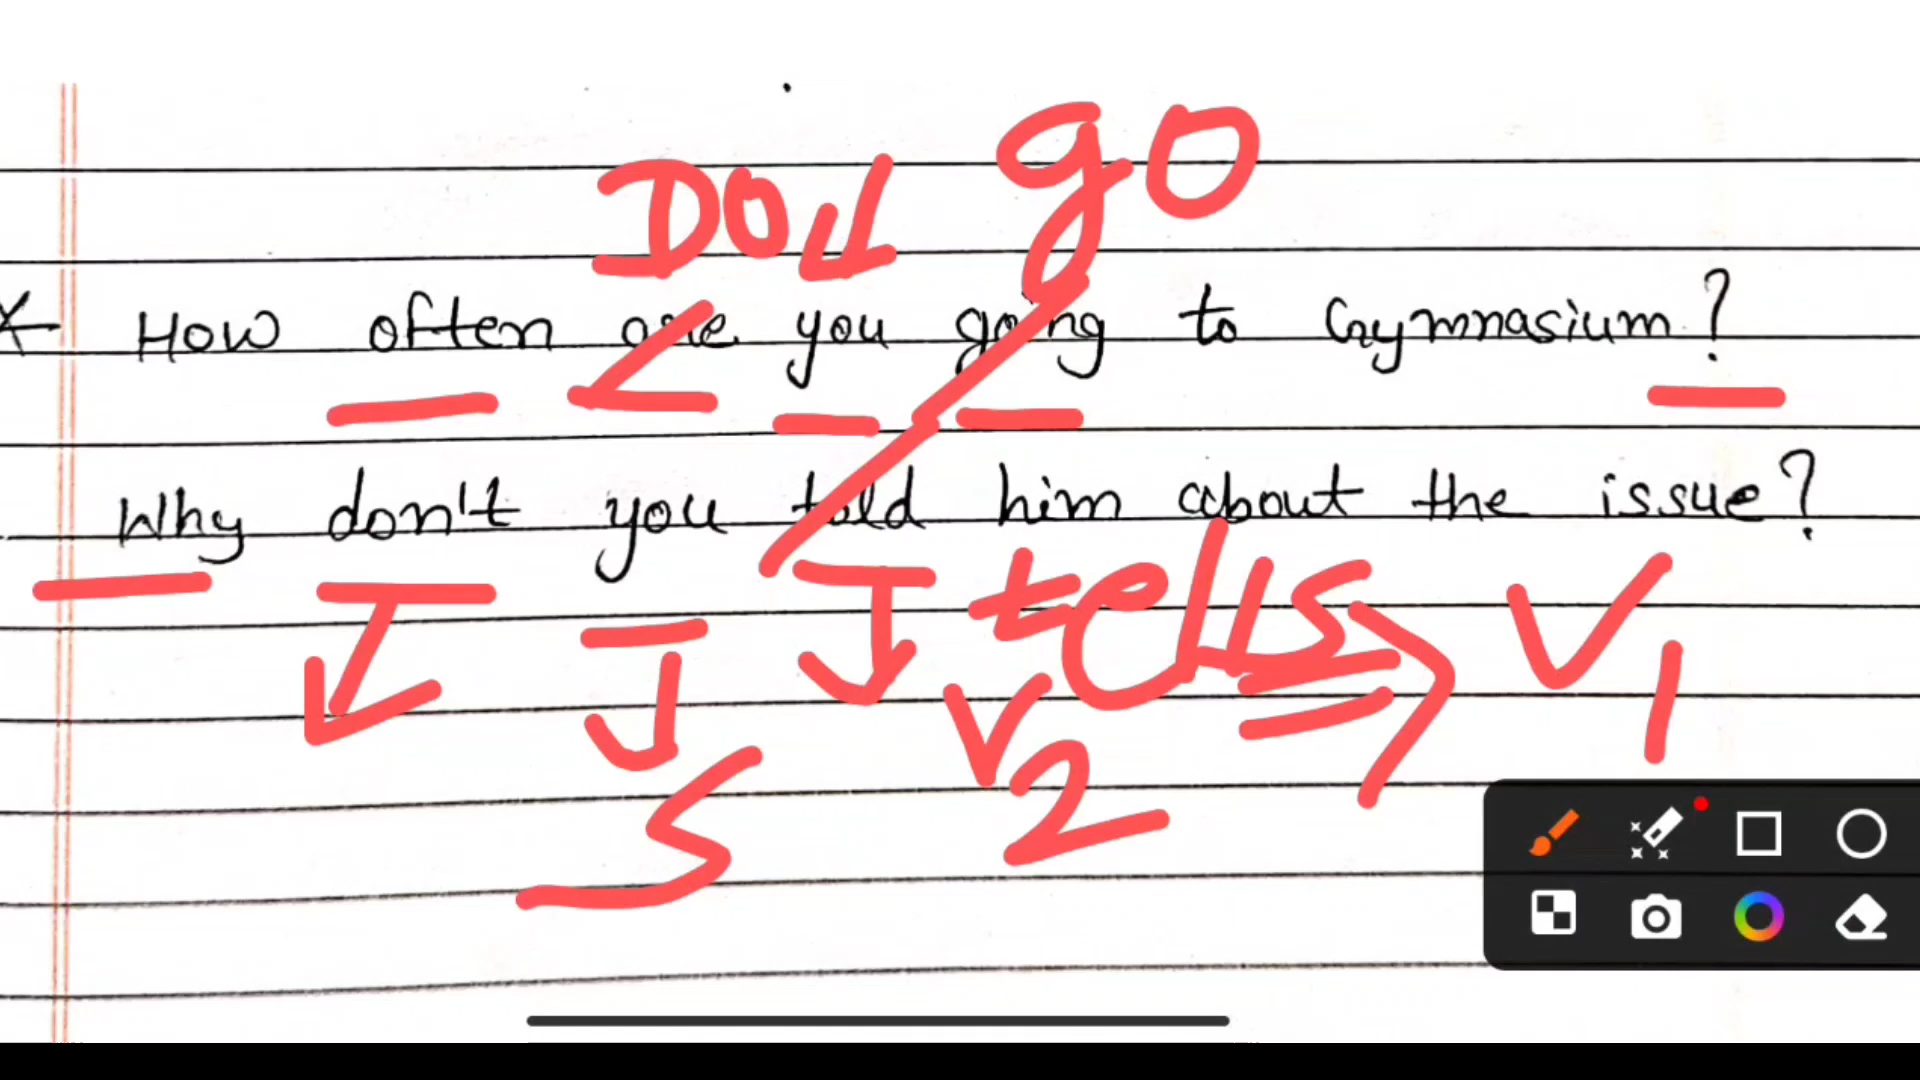 Do go
How often are you going to Gymnasium?
Why don't you told him about the issue?
tells V1
S V2